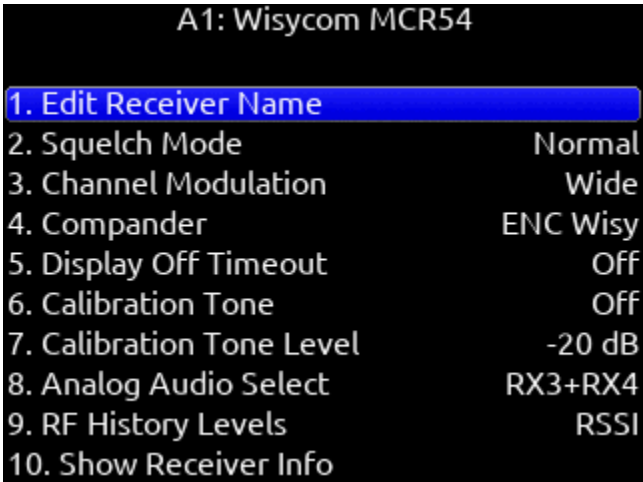 A1: Wisycom MCR54
1. Edit Receiver Name
2. Squelch Mode Normal
3. Channel Modulation Wide
4. Compander ENC Wisy
5. Display Off Timeout Off
6. Calibration Tone Off
7. Calibration Tone Level -20 dB
8. Analog Audio Select RX3+RX4
9. RF History Levels RSSI
10. Show Receiver Info